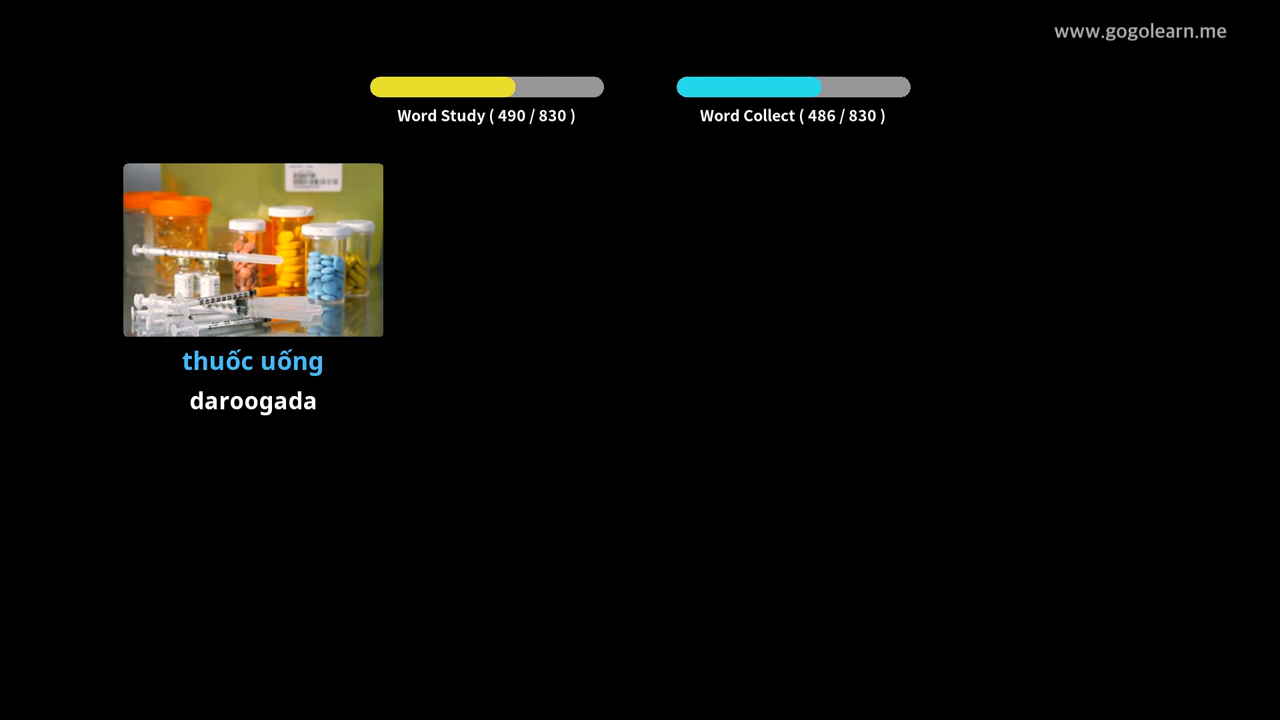 www.gogolearn.me
Word Study ( 490 / 830 )
Word Collect ( 486 / 830 )
thuốc uống
daroogada